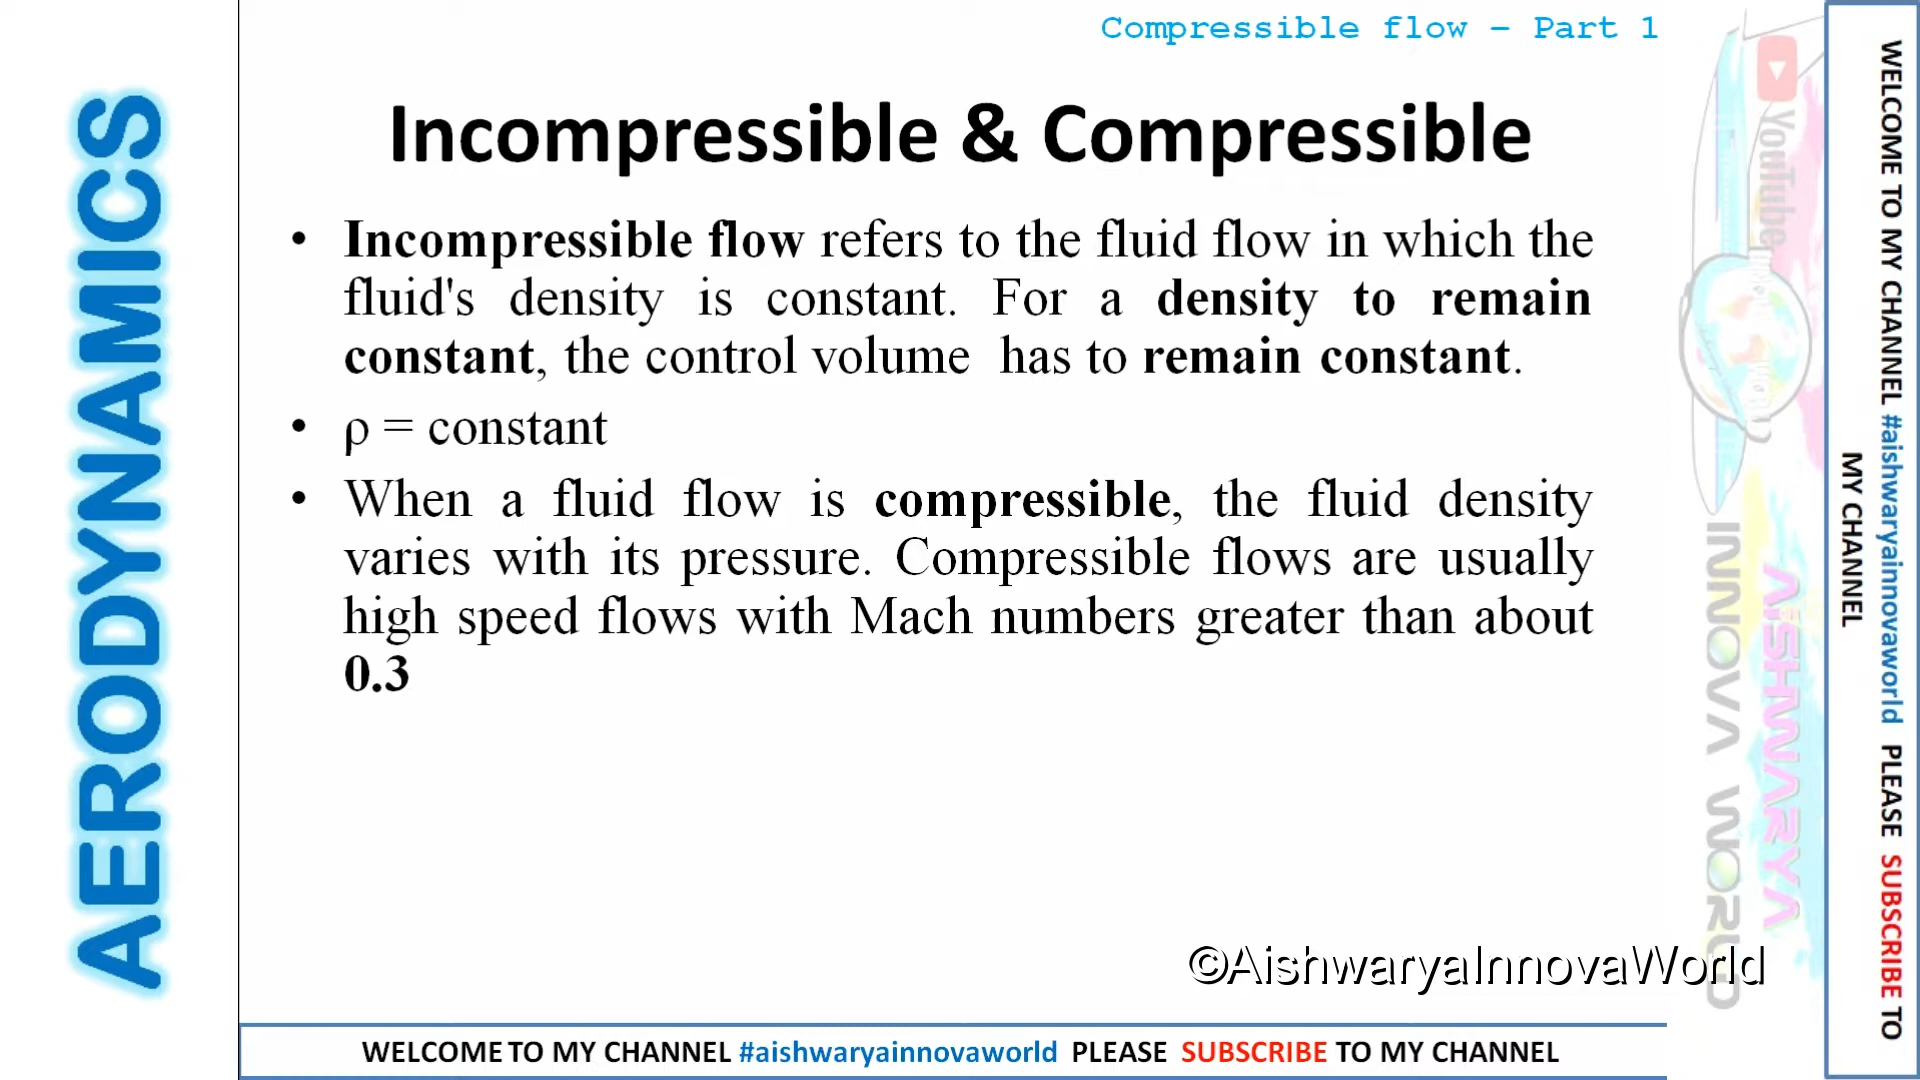 Compressible flow – Part 1
AERODYNAMICS
Incompressible & Compressible
• Incompressible flow refers to the fluid flow in which the
fluid's density is constant. For a density to remain
constant, the control volume has to remain constant.
• ρ = constant
• When a fluid flow is compressible, the fluid density
varies with its pressure. Compressible flows are usually
high speed flows with Mach numbers greater than about
0.3
©AishwaryaInnovaWorld
WELCOME TO MY CHANNEL #aishwaryainnovaworld PLEASE SUBSCRIBE TO MY CHANNEL
YouTube
AISHWARYA
INNOVA WORLD
WELCOME TO MY CHANNEL #aishwaryainnovaworld PLEASE SUBSCRIBE TO
MY CHANNEL